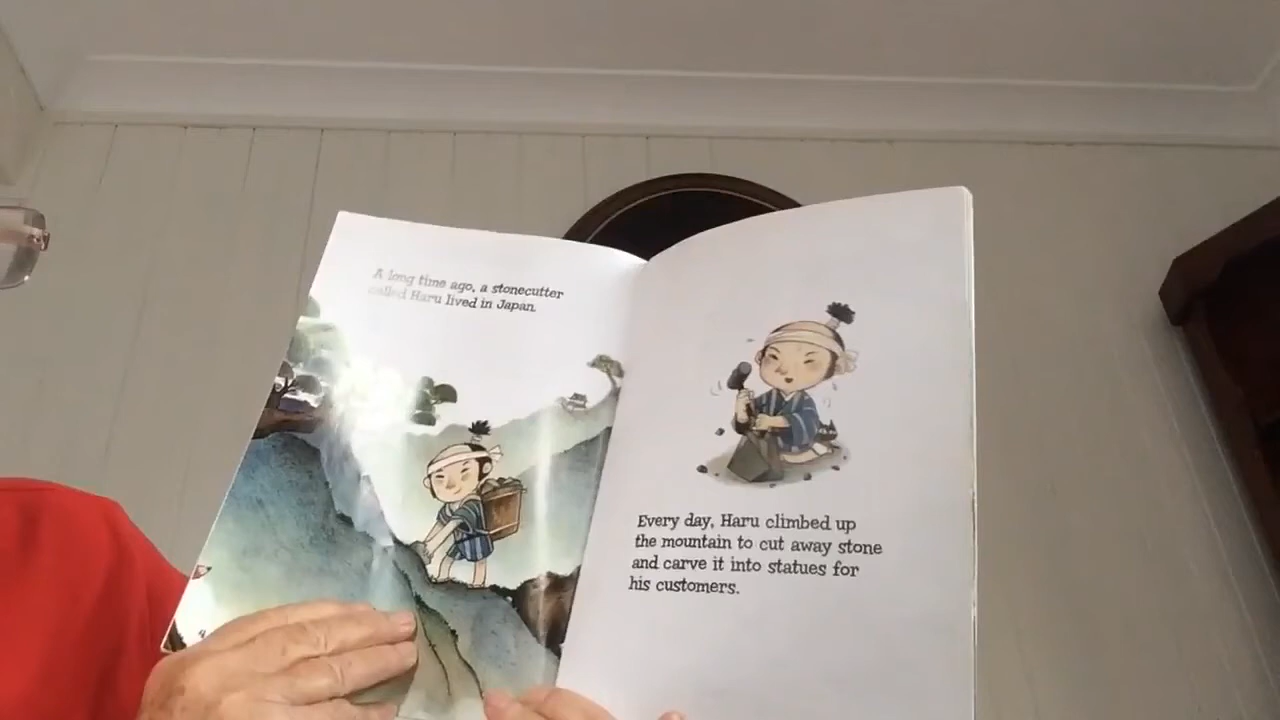 A long time ago, a stonecutter
called Haru lived in Japan.
Every day, Haru climbed up
the mountain to cut away stone
and carve it into statues for
his customers.
4